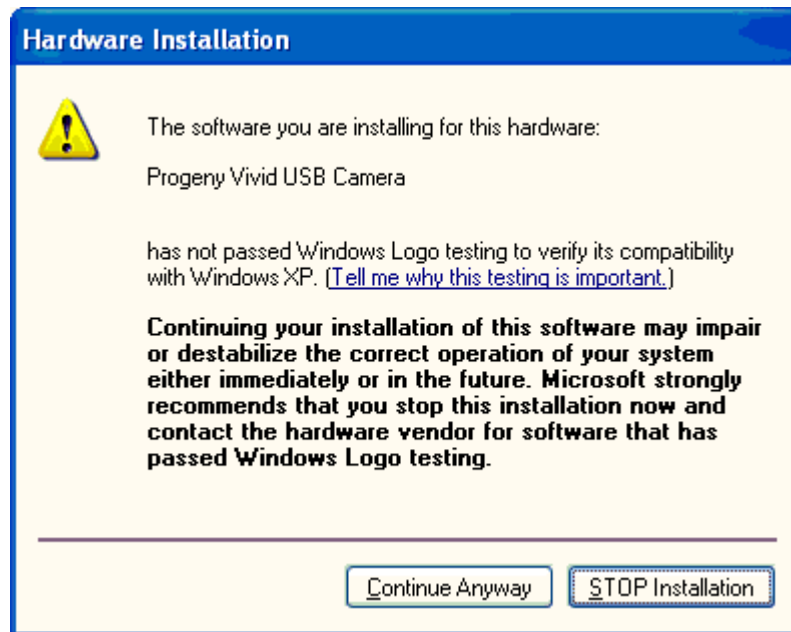 Hardware Installation
The software you are installing for this hardware:
Progeny Vivid USB Camera
has not passed Windows Logo testing to verify its compatibility
with Windows XP. (Tell me why this testing is important.)
Continuing your installation of this software may impair
or destabilize the correct operation of your system
either immediately or in the future. Microsoft strongly
recommends that you stop this installation now and
contact the hardware vendor for software that has
passed Windows Logo testing.
Continue Anyway
STOP Installation